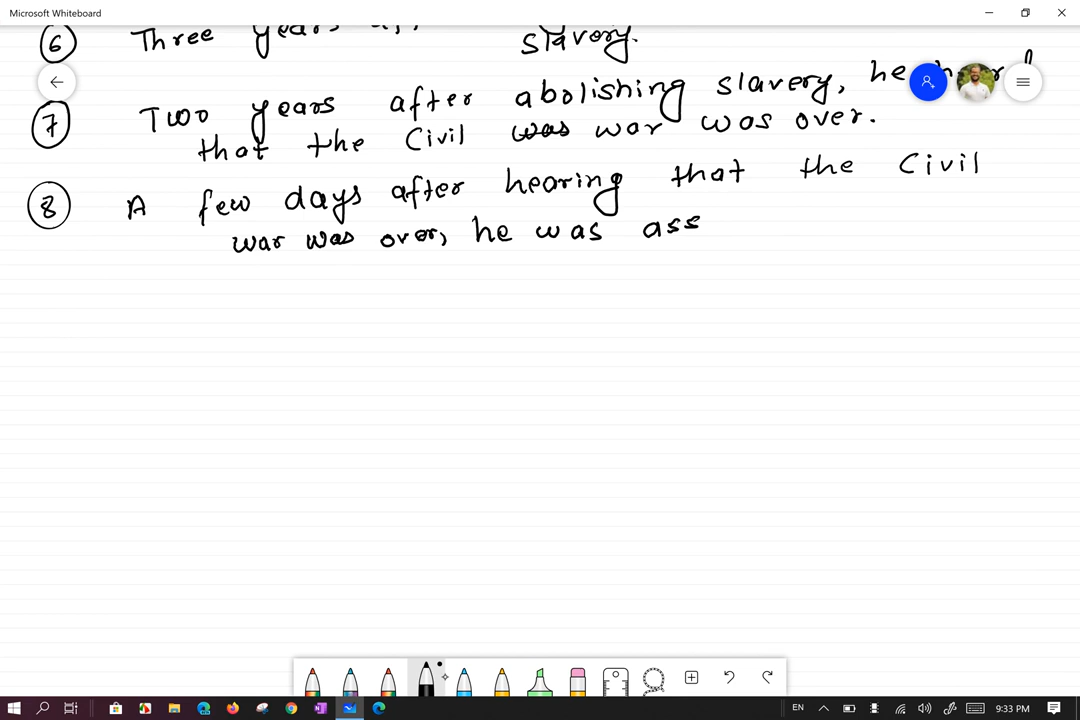 Microsoft Whiteboard
6 Three years
slavery.
7 Two years after abolishing slavery, he
that the Civil was war was over.
8 A few days after hearing that the Civil
war was over, he was ass
EN 9:33 PM